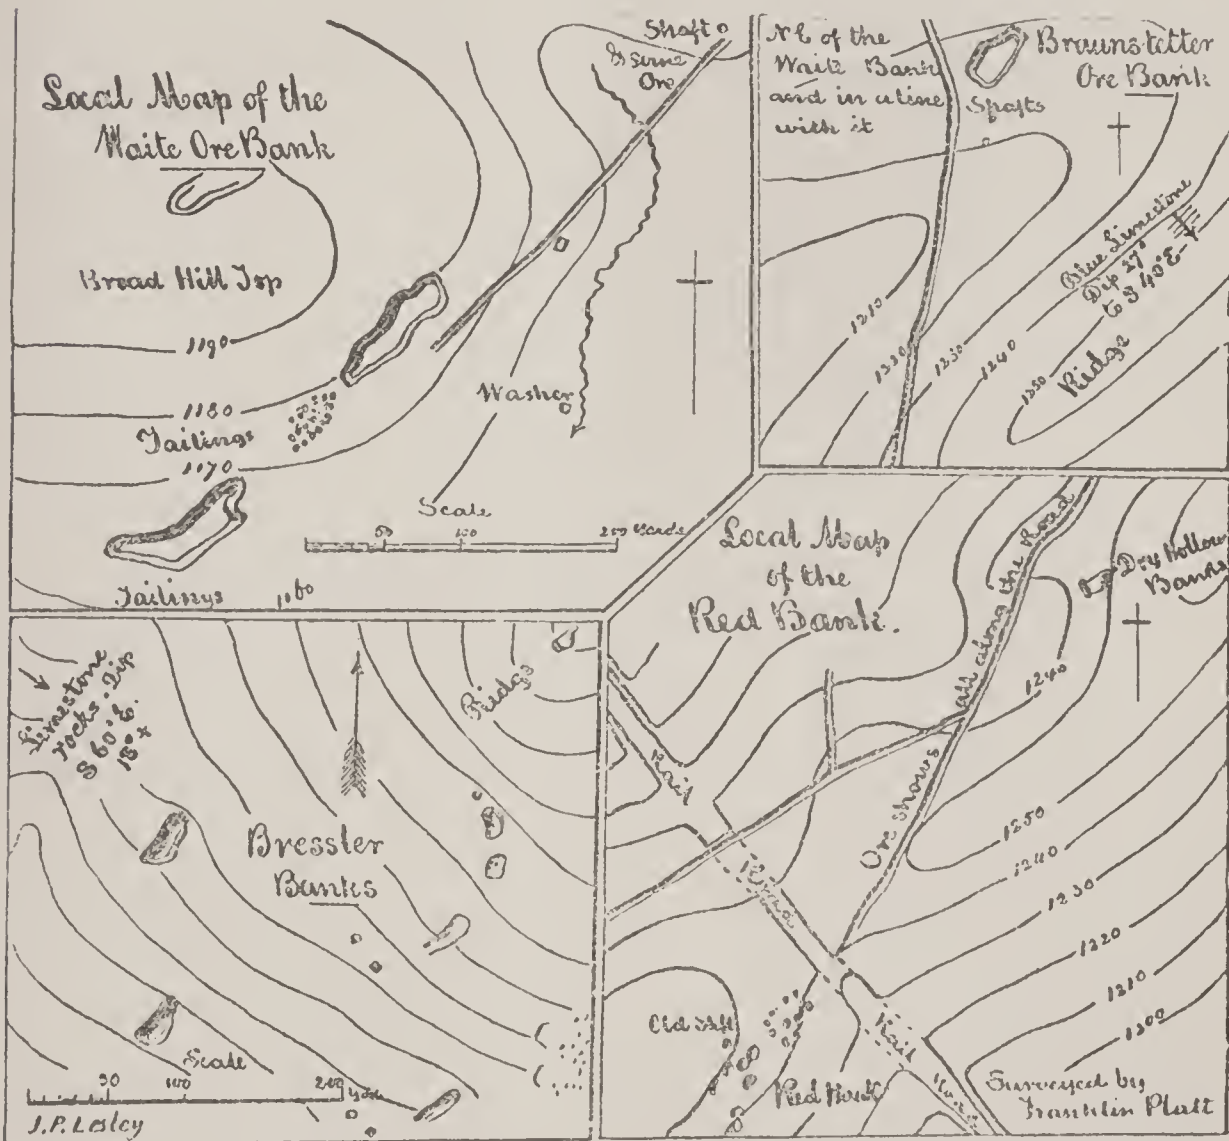 Local Map of the
Waite Ore Bank
Broad Hill Top
1190
1180
Tailings
1170
Tailings
1160
Shaft
& some
Ore
Washer
Scale
50 100 200 Yards
N E of the
Waite Bank
and in a line
with it
Braunstetter
Ore Bank
Shafts
Blue Limestone
Dip 27°
to S 40° E
Ridge
1210
1220
1230
1240
1250
Limestone
rocks. Dip
S 60° E.
18°
Ridge
Bressler
Banks
Scale
50 100 200 Yds
J.P. Lesley
Local Map
of the
Red Bank.
Dry Hollow
Banks
Ore shows all along the Road
Rail Road
1240
1250
1240
1230
1220
1210
1200
Old Shft
Red Bank
Rail Road
Surveyed by
Franklin Platt